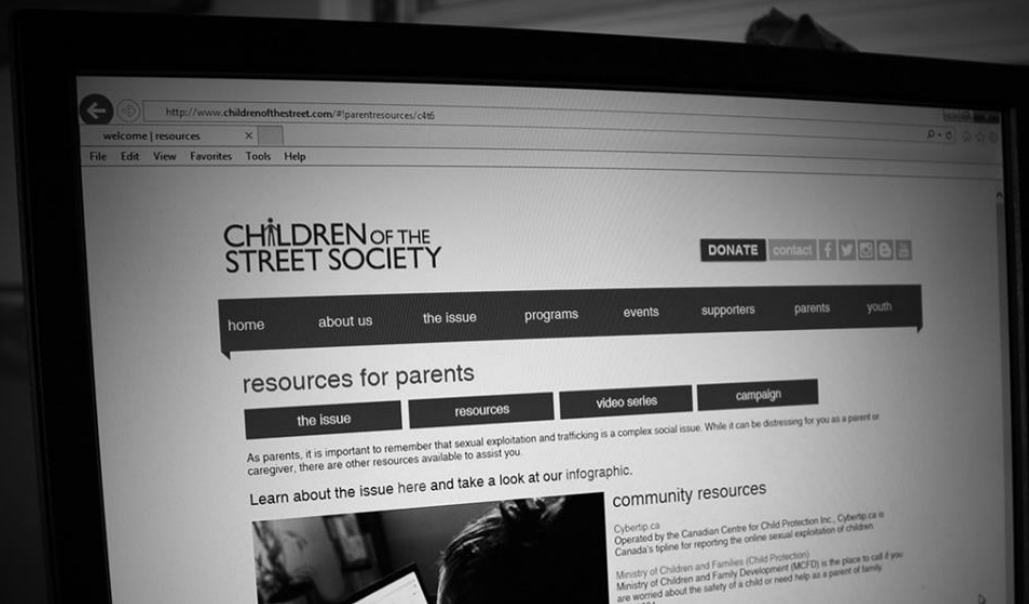 http://www.childrenofthestreet.com/#!parentresources/c4t6
welcome | resources
File Edit View Favorites Tools Help
CHILDREN OF THE
STREET SOCIETY
DONATE contact
home about us the issue programs events supporters parents youth
resources for parents
the issue resources video series campaign
As parents, it is important to remember that sexual exploitation and trafficking is a complex social issue. While it can be distressing for you as a parent or
caregiver, there are other resources available to assist you.
Learn about the issue here and take a look at our infographic.
community resources
Cybertip.ca
Operated by the Canadian Centre for Child Protection Inc., Cybertip.ca is
Canada's tipline for reporting the online sexual exploitation of children.
Ministry of Children and Families (Child Protection)
Ministry of Children and Family Development (MCFD) is the place to call if you
are worried about the safety of a child or need help as a parent of family.